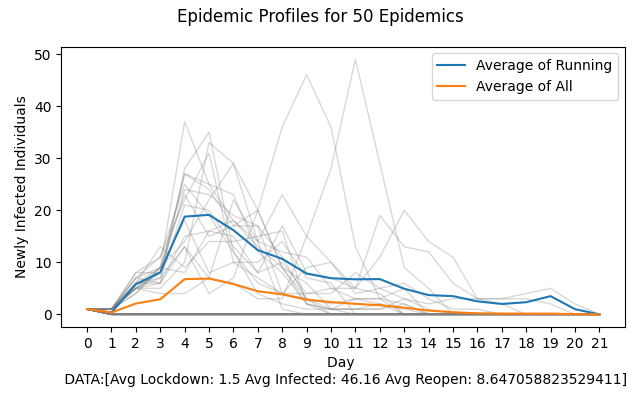 Epidemic Profiles for 50 Epidemics
Newly Infected Individuals
50
40
30
20
10
0
Average of Running
Average of All
0 1 2 3 4 5 6 7 8 9 10 11 12 13 14 15 16 17 18 19 20 21
Day
DATA:[Avg Lockdown: 1.5 Avg Infected: 46.16 Avg Reopen: 8.647058823529411]